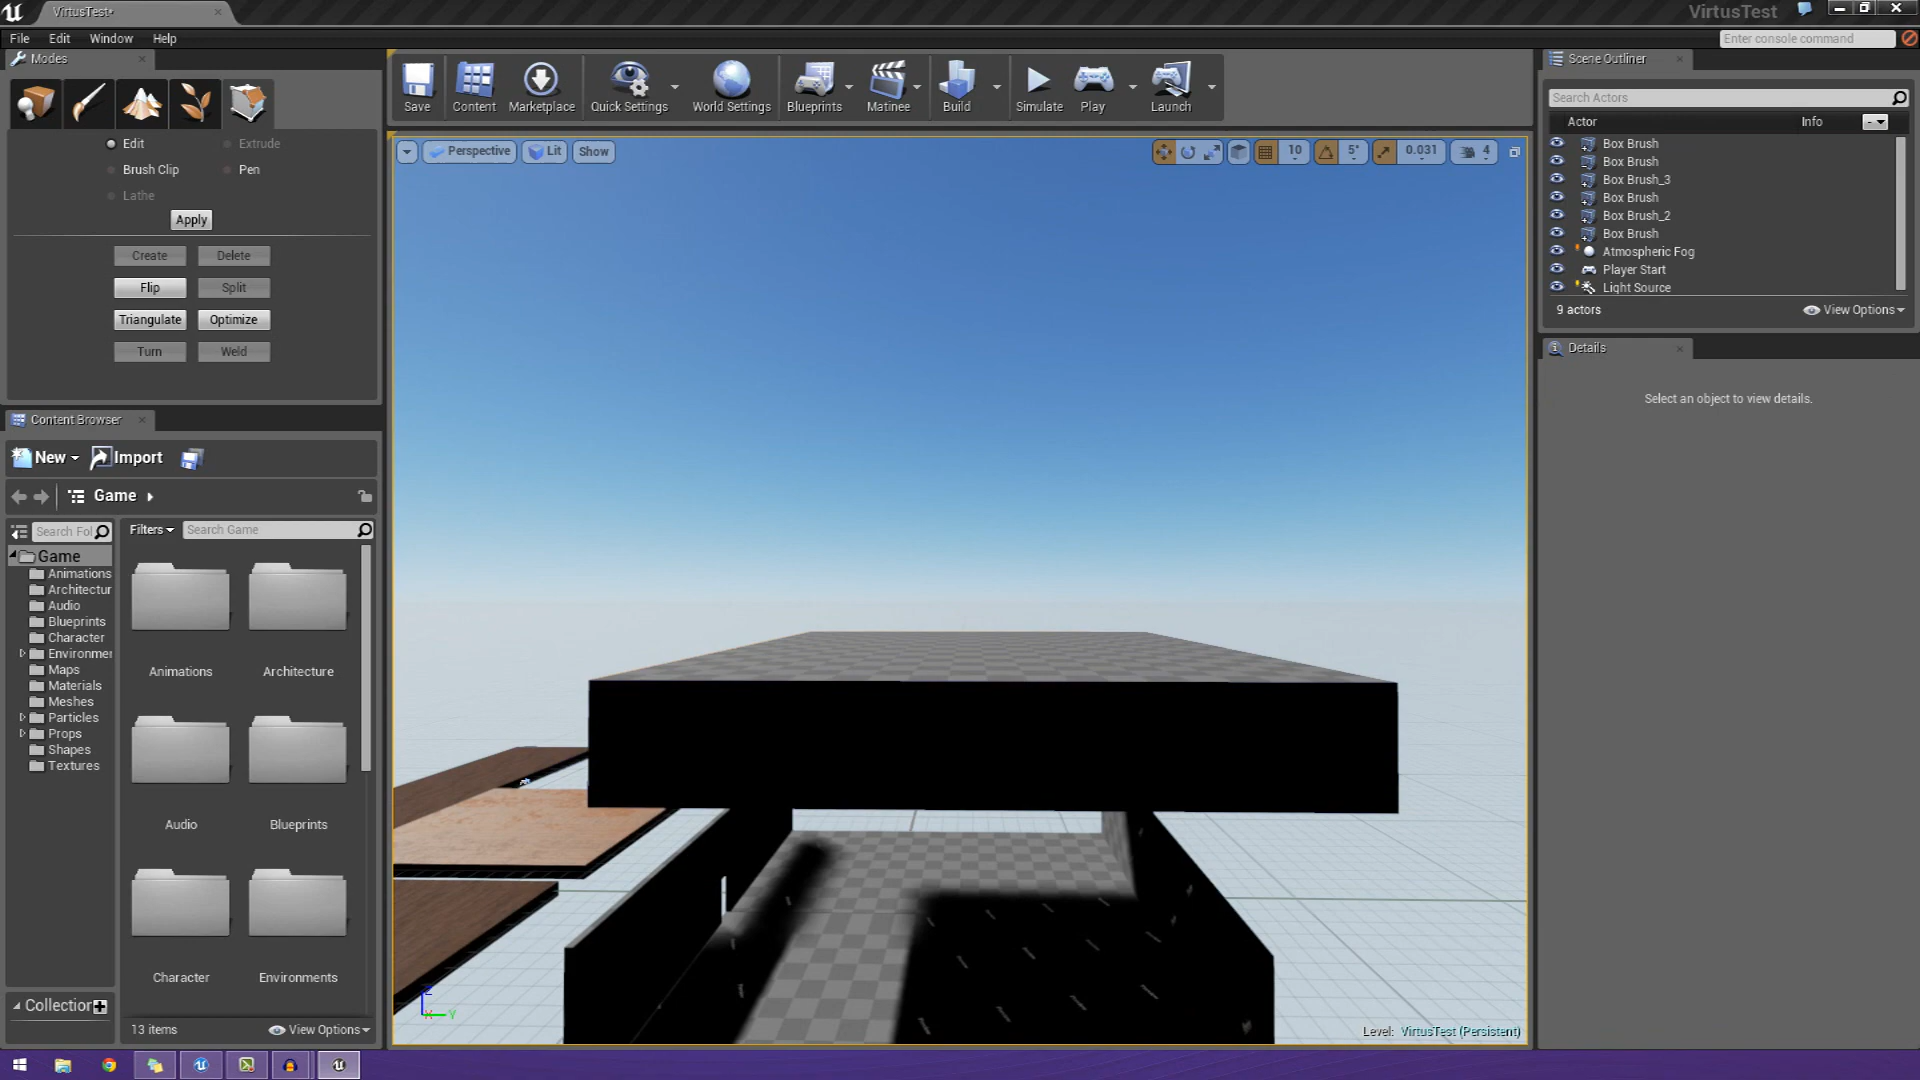 VirtusTest*
VirtusTest
File Edit Window Help
Enter console command
Modes
Edit Extrude
Brush Clip Pen
Lathe
Apply
Create Delete
Flip Split
Triangulate Optimize
Turn Weld
Save Content Marketplace Quick Settings World Settings Blueprints Matinee Build Simulate Play Launch
Perspective Lit Show
10 5° 0.031 4
Level: VirtusTest (Persistent)
Z
X Y
Scene Outliner
Search Actors
Actor Info
Box Brush
Box Brush
Box Brush_3
Box Brush
Box Brush_2
Box Brush
Atmospheric Fog
Player Start
Light Source
9 actors View Options
Details
Select an object to view details.
Content Browser
New Import
Game
Search Fol
Filters Search Game
Game
Animations
Architectur
Audio
Blueprints
Character
Environmer
Maps
Materials
Meshes
Particles
Props
Shapes
Textures
Animations Architecture
Audio Blueprints
Character Environments
Collection
13 items View Options